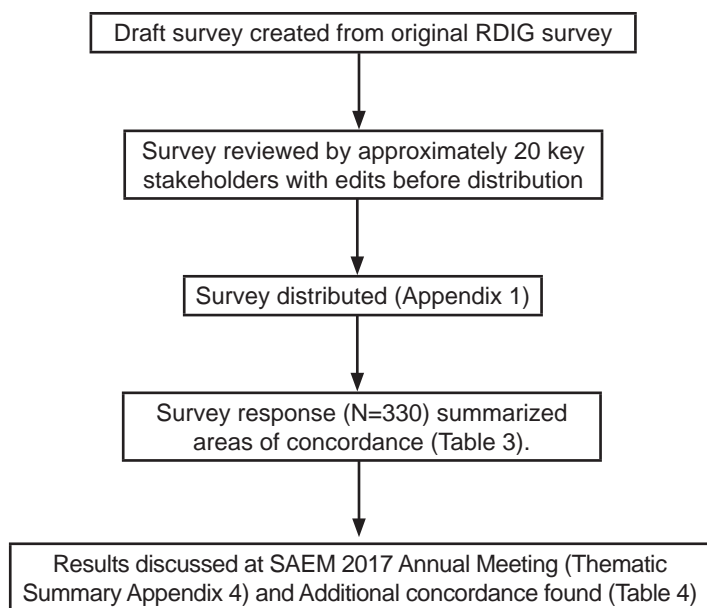 Draft survey created from original RDIG survey
Survey reviewed by approximately 20 key
stakeholders with edits before distribution
Survey distributed (Appendix 1)
Survey response (N=330) summarized
areas of concordance (Table 3).
Results discussed at SAEM 2017 Annual Meeting (Thematic
Summary Appendix 4) and Additional concordance found (Table 4)